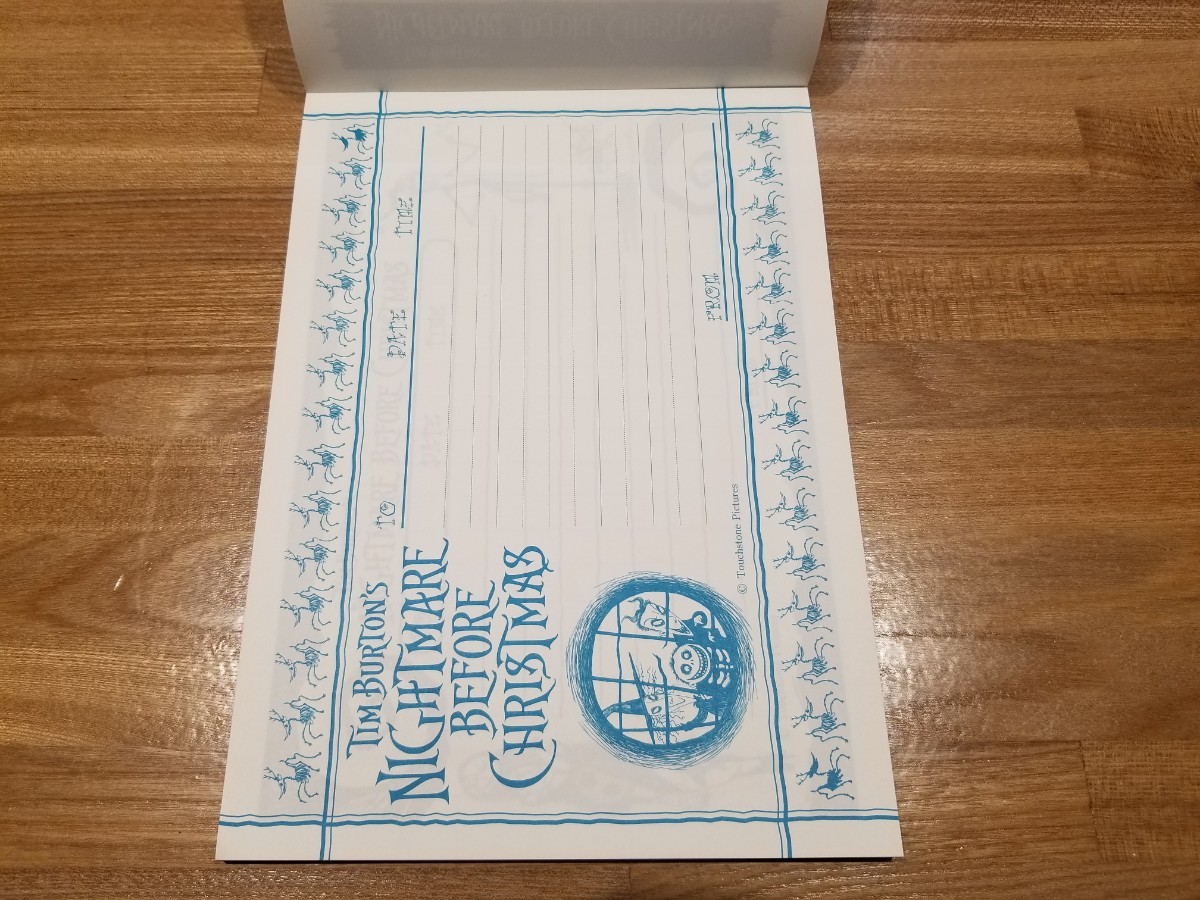 TIM BURTON'S
NIGHTMARE
BEFORE
CHRISTMAS
TO DATE TIME
FROM
© Touchstone Pictures